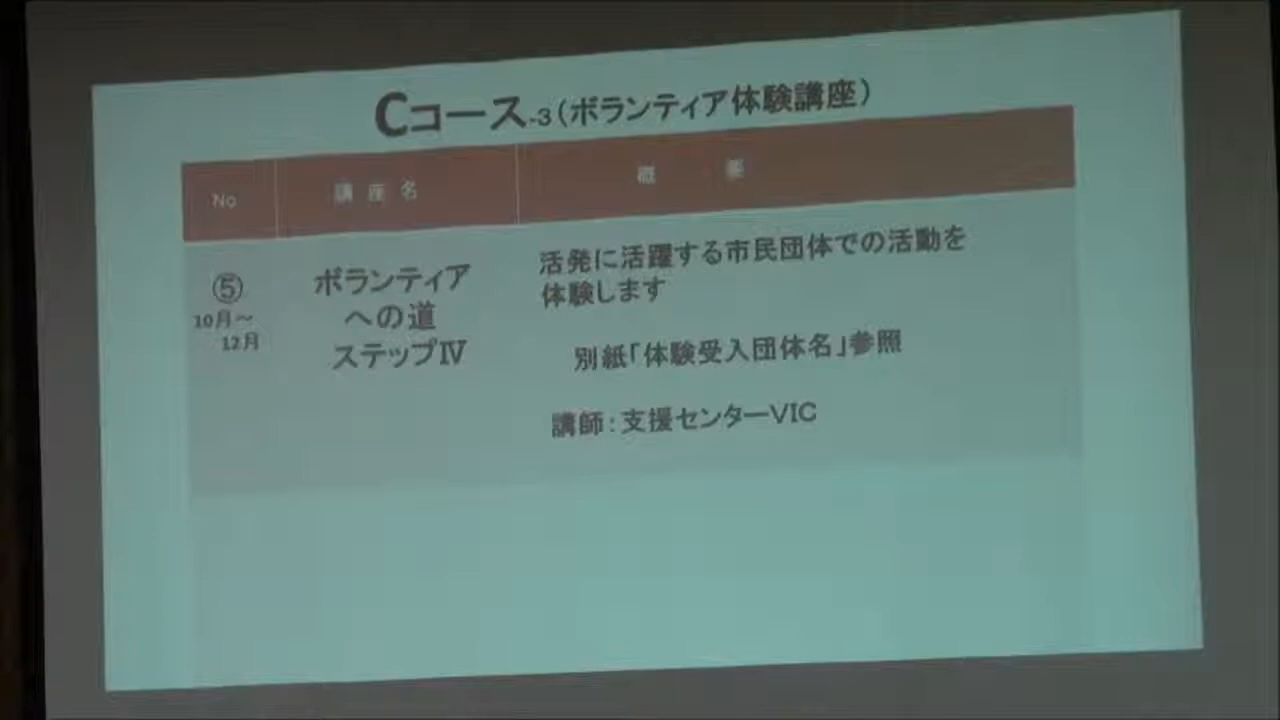 Cコース-3(ボランティア体験講座)
No 講座名 概要
⑤
10月～
12月
ボランティア
への道
ステップⅣ
活発に活躍する市民団体での活動を
体験します
別紙「体験受入団体名」参照
講師：支援センターVIC